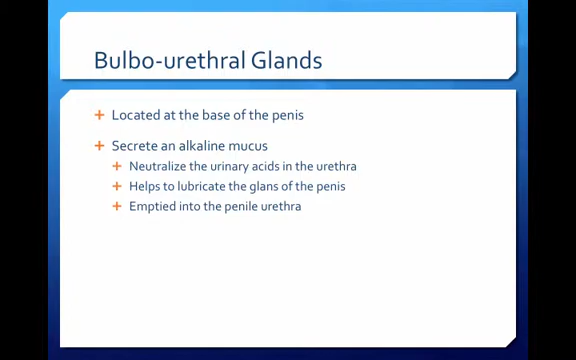 Bulbo-urethral Glands
Located at the base of the penis
Secrete an alkaline mucus
Neutralize the urinary acids in the urethra
Helps to lubricate the glans of the penis
Emptied into the penile urethra